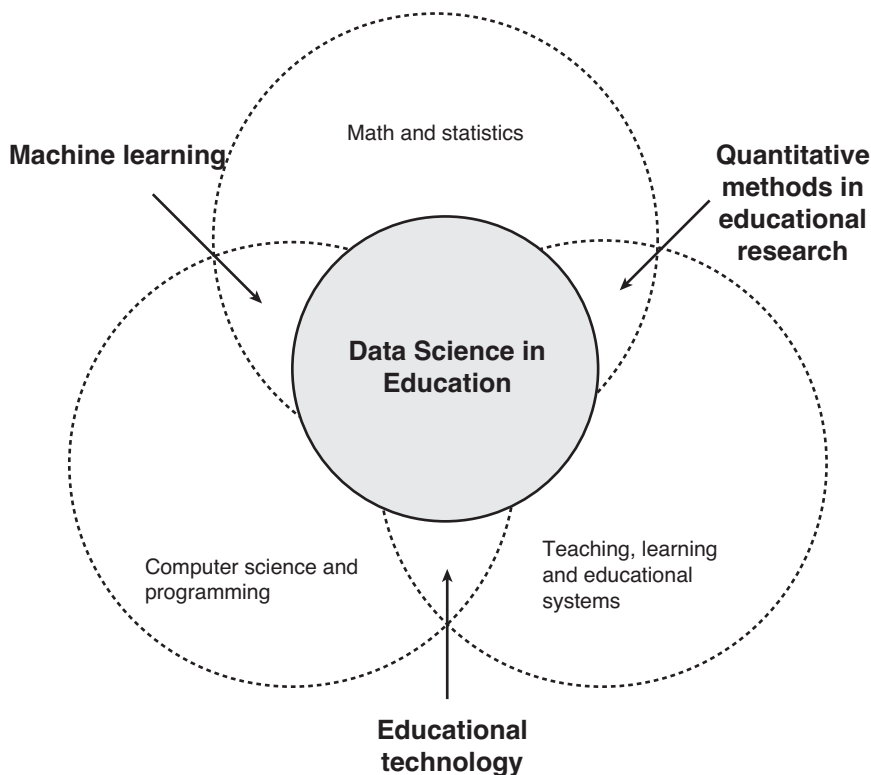 Math and statistics
Machine learning
Quantitative
methods in
educational
research
Data Science in
Education
Computer science and
programming
Teaching, learning
and educational
systems
Educational
technology